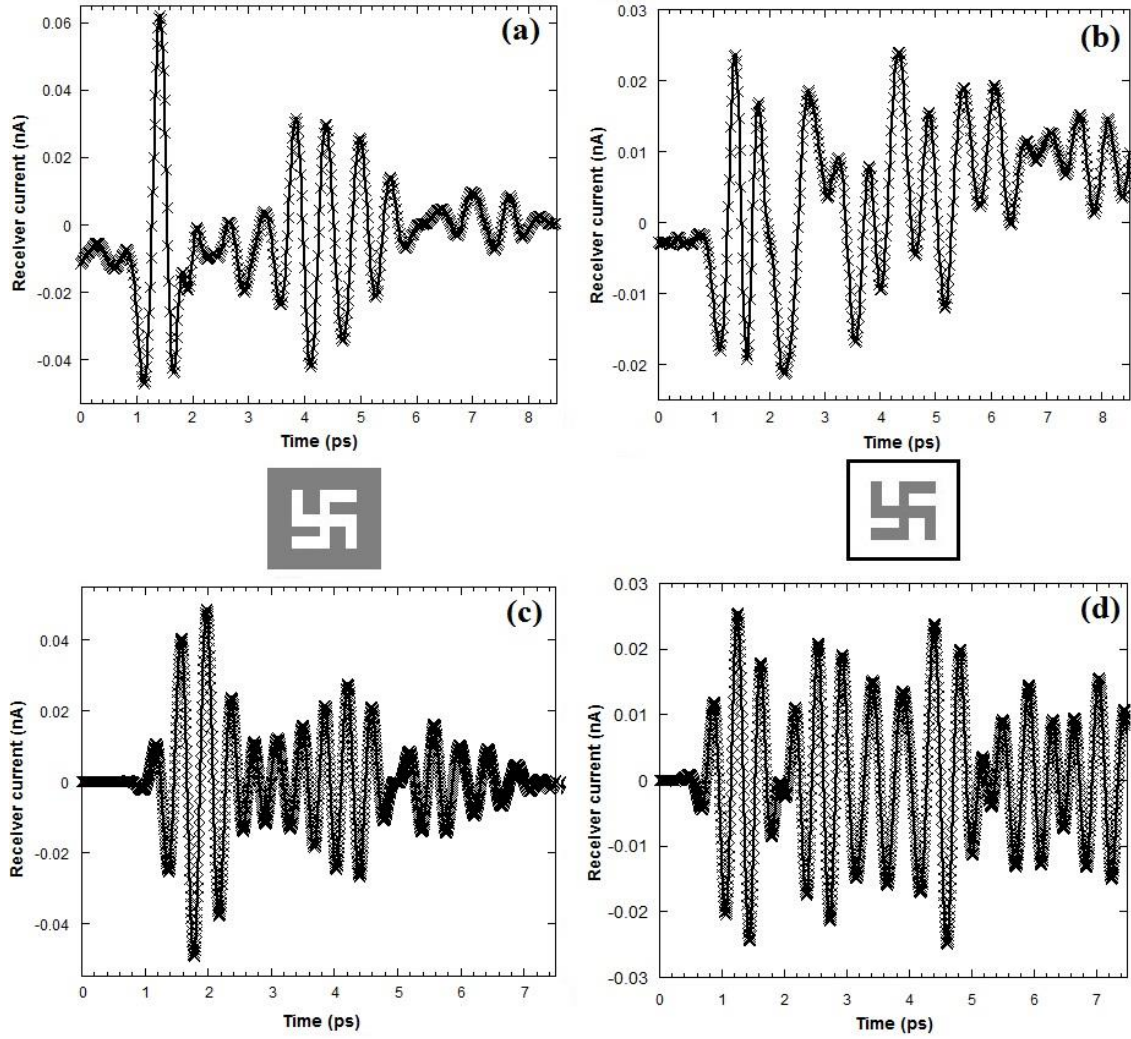 (a)
Receiver current (nA)
0.06
0.04
0.02
0
-0.02
-0.04
0 1 2 3 4 5 6 7 8
Time (ps)
(b)
Receiver current (nA)
0.03
0.02
0.01
0
-0.01
-0.02
0 1 2 3 4 5 6 7 8
Time (ps)
(c)
Receiver current (nA)
0.04
0.02
0
-0.02
-0.04
0 1 2 3 4 5 6 7
Time (ps)
(d)
Receiver current (nA)
0.03
0.02
0.01
0
-0.01
-0.02
-0.03
0 1 2 3 4 5 6 7
Time (ps)